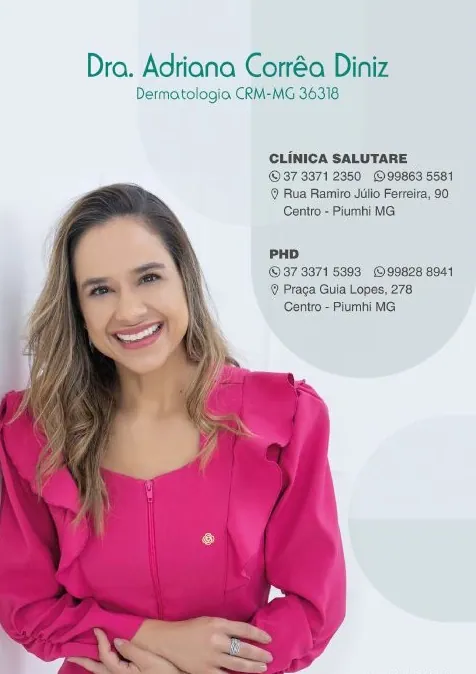 Dra. Adriana Corrêa Diniz
Dermatologia CRM-MG 36318
CLÍNICA SALUTARE
37 3371 2350 99863 5581
Rua Ramiro Júlio Ferreira, 90
Centro - Piumhi MG
PHD
37 3371 5393 99828 8941
Praça Guia Lopes, 278
Centro - Piumhi MG